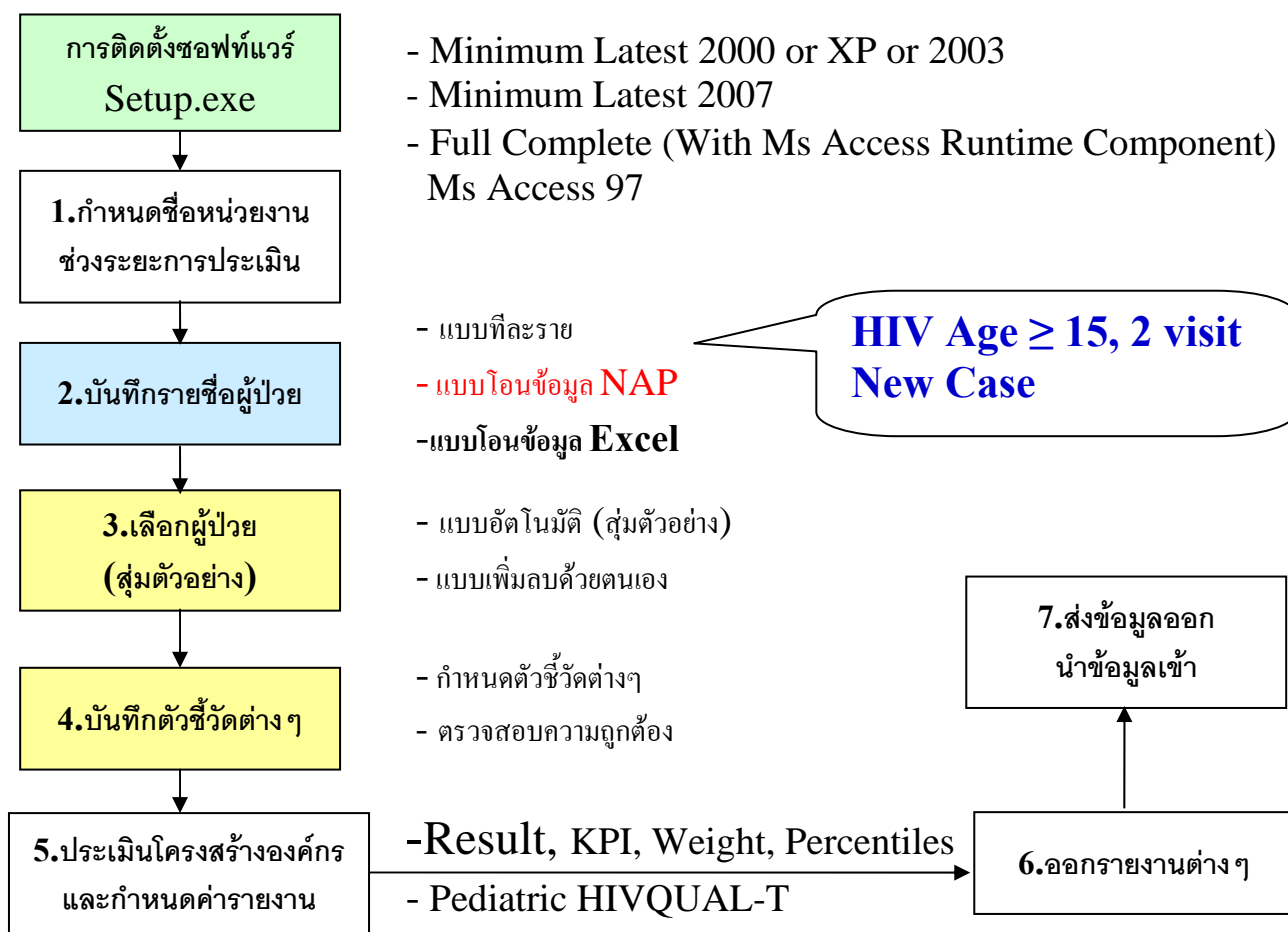 การติดตั้งซอฟท์แวร์
Setup.exe
- Minimum Latest 2000 or XP or 2003
- Minimum Latest 2007
- Full Complete (With Ms Access Runtime Component)
Ms Access 97
1.กำหนดชื่อหน่วยงาน
ช่วงระยะการประเมิน
2.บันทึกรายชื่อผู้ป่วย
- แบบทีละราย
- แบบโอนข้อมูล NAP
-แบบโอนข้อมูล Excel
HIV Age ≥ 15, 2 visit
New Case
3.เลือกผู้ป่วย
(สุ่มตัวอย่าง)
- แบบอัตโนมัติ (สุ่มตัวอย่าง)
- แบบเพิ่มลบด้วยตนเอง
4.บันทึกตัวชี้วัดต่างๆ
- กำหนดตัวชี้วัดต่างๆ
- ตรวจสอบความถูกต้อง
5.ประเมินโครงสร้างองค์กร
และกำหนดค่ารายงาน
-Result, KPI, Weight, Percentiles
- Pediatric HIVQUAL-T
6.ออกรายงานต่างๆ
7.ส่งข้อมูลออก
นำข้อมูลเข้า